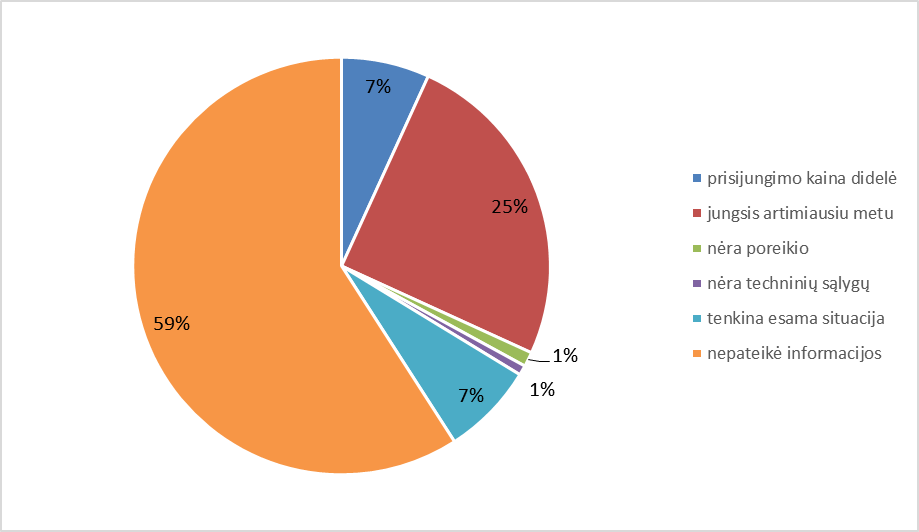 7%
25%
1%
1%
7%
59%
prisijungimo kaina didelė
jungsis artimiausiu metu
nėra poreikio
nėra techninių sąlygų
tenkina esama situacija
nepateikė informacijos